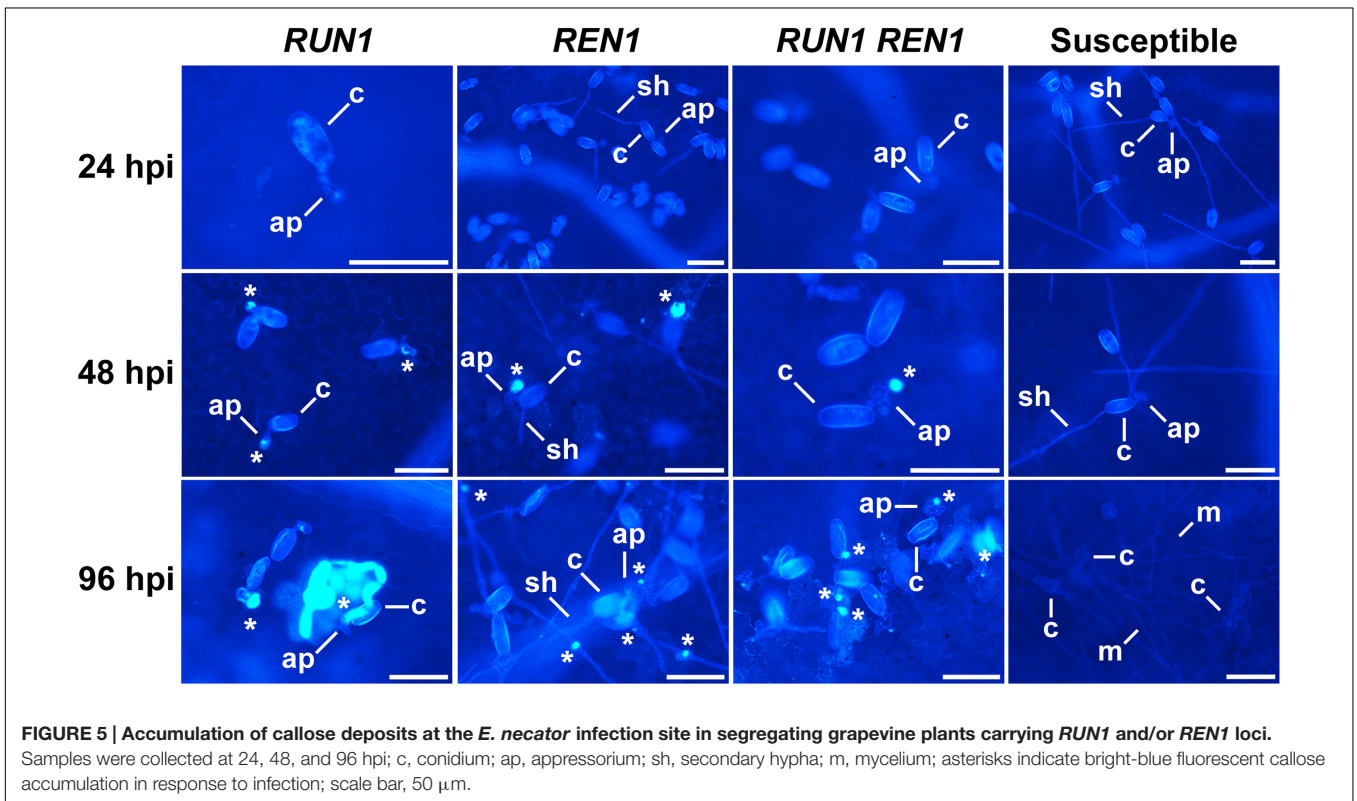 RUN1 REN1 RUN1 REN1 Susceptible
24 hpi
c
ap
sh
ap
c
c
ap
sh
c
ap
48 hpi
*
*
ap
c
*
*
ap
*
c
sh
c
*
ap
sh
c
ap
96 hpi
*
*
c
ap
*
ap
c
sh
*
*
*
*
ap
*
*
*
*
*
c
m
c
c
c
m
FIGURE 5 | Accumulation of callose deposits at the E. necator infection site in segregating grapevine plants carrying RUN1 and/or REN1 loci.
Samples were collected at 24, 48, and 96 hpi; c, conidium; ap, appressorium; sh, secondary hypha; m, mycelium; asterisks indicate bright-blue fluorescent callose
accumulation in response to infection; scale bar, 50 μm.